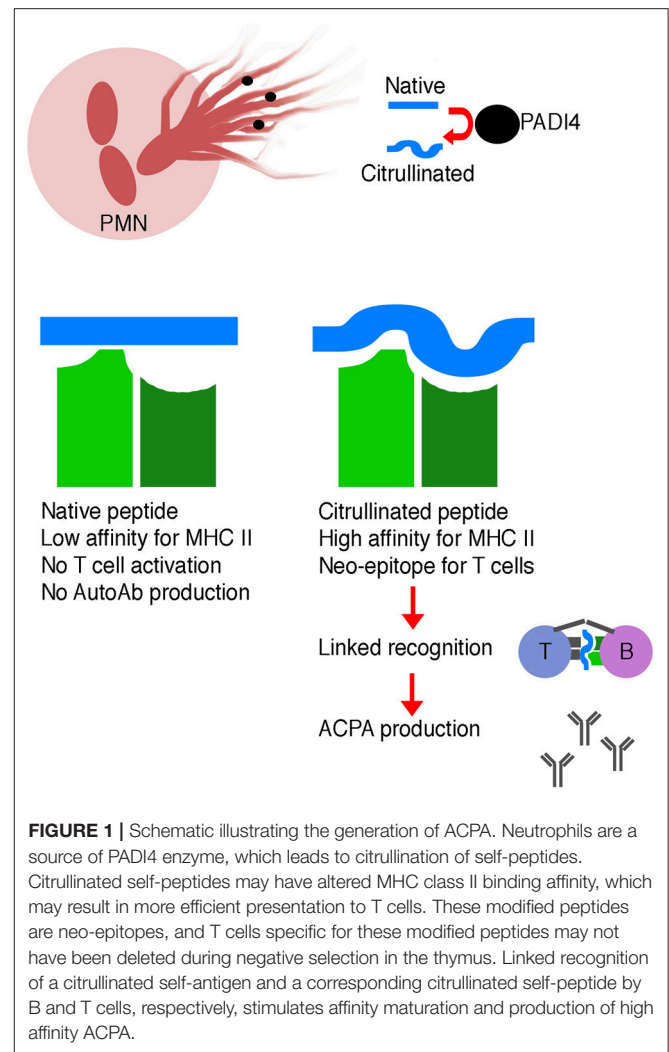 Native
PADI4
Citrullinated
PMN
Native peptide
Low affinity for MHC II
No T cell activation
No AutoAb production
Citrullinated peptide
High affinity for MHC II
Neo-epitope for T cells
Linked recognition
T
B
ACPA production
FIGURE 1 | Schematic illustrating the generation of ACPA. Neutrophils are a
source of PADI4 enzyme, which leads to citrullination of self-peptides.
Citrullinated self-peptides may have altered MHC class II binding affinity, which
may result in more efficient presentation to T cells. These modified peptides
are neo-epitopes, and T cells specific for these modified peptides may not
have been deleted during negative selection in the thymus. Linked recognition
of a citrullinated self-antigen and a corresponding citrullinated self-peptide by
B and T cells, respectively, stimulates affinity maturation and production of high
affinity ACPA.